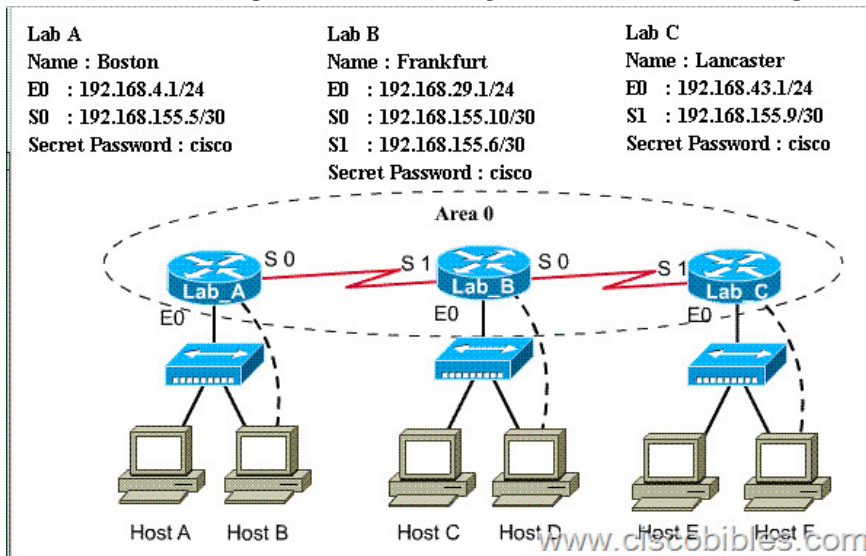 Lab A
Name : Boston
E0 : 192.168.4.1/24
S0 : 192.168.155.5/30
Secret Password : cisco
Lab B
Name : Frankfurt
E0 : 192.168.29.1/24
S0 : 192.168.155.10/30
S1 : 192.168.155.6/30
Secret Password : cisco
Lab C
Name : Lancaster
E0 : 192.168.43.1/24
S1 : 192.168.155.9/30
Secret Password : cisco
Area 0
S 0
S 1
S 0
S 1
Lab_A
Lab_B
Lab_C
E0
E0
E0
Host A
Host B
Host C
Host D
Host E
Host F
www.ciscobibles.com